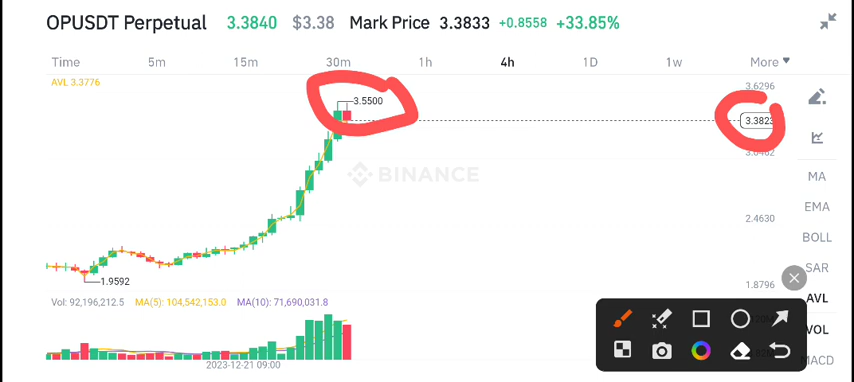 OPUSDT Perpetual 3.3840 $3.38 Mark Price 3.3833 +0.8558 +33.85%
Time 5m 15m 30m 1h 4h 1D 1w More
AVL 3.3776
3.6296
3.5500
3.3823
3.0462
MA
BINANCE
EMA
2.4630
BOLL
SAR
1.9592
1.8796
AVL
Vol: 92,196,212.5 MA(5): 104,542,153.0 MA(10): 71,690,031.8
VOL
MACD
2023-12-21 09:00